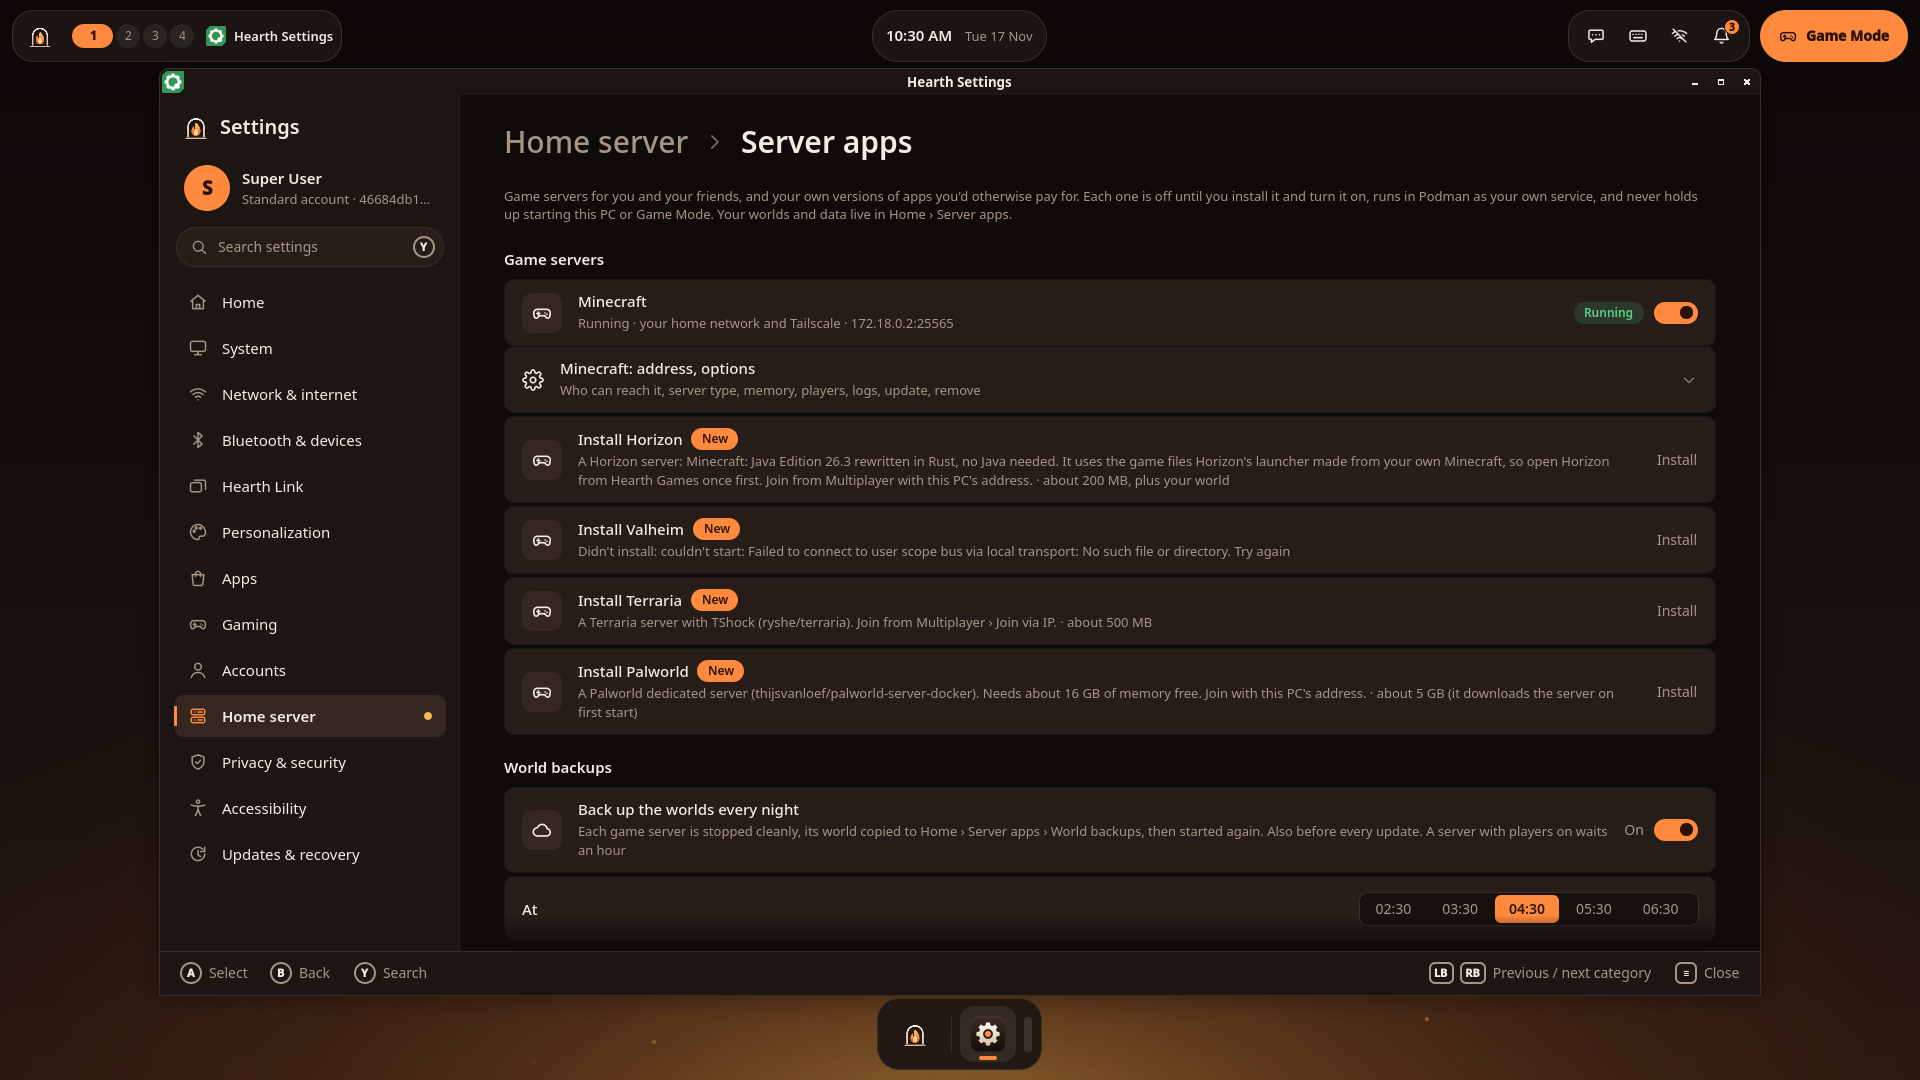 1 2 3 4 Hearth Settings
10:30 AM Tue 17 Nov
3
Game Mode
Hearth Settings
Settings
S
Super User
Standard account · 46684db1...
Search settings Y
Home
System
Network & internet
Bluetooth & devices
Hearth Link
Personalization
Apps
Gaming
Accounts
Home server
Privacy & security
Accessibility
Updates & recovery
Home server › Server apps
Game servers for you and your friends, and your own versions of apps you'd otherwise pay for. Each one is off until you install it and turn it on, runs in Podman as your own service, and never holds
up starting this PC or Game Mode. Your worlds and data live in Home › Server apps.
Game servers
Minecraft
Running · your home network and Tailscale · 172.18.0.2:25565
Running
Minecraft: address, options
Who can reach it, server type, memory, players, logs, update, remove
Install Horizon New
A Horizon server: Minecraft: Java Edition 26.3 rewritten in Rust, no Java needed. It uses the game files Horizon's launcher made from your own Minecraft, so open Horizon
from Hearth Games once first. Join from Multiplayer with this PC's address. · about 200 MB, plus your world
Install
Install Valheim New
Didn't install: couldn't start: Failed to connect to user scope bus via local transport: No such file or directory. Try again
Install
Install Terraria New
A Terraria server with TShock (ryshe/terraria). Join from Multiplayer › Join via IP. · about 500 MB
Install
Install Palworld New
A Palworld dedicated server (thijsvanloef/palworld-server-docker). Needs about 16 GB of memory free. Join with this PC's address. · about 5 GB (it downloads the server on
first start)
Install
World backups
Back up the worlds every night
Each game server is stopped cleanly, its world copied to Home › Server apps › World backups, then started again. Also before every update. A server with players on waits
an hour
On
At
02:30 03:30 04:30 05:30 06:30
A Select B Back Y Search
LB RB Previous / next category ≡ Close